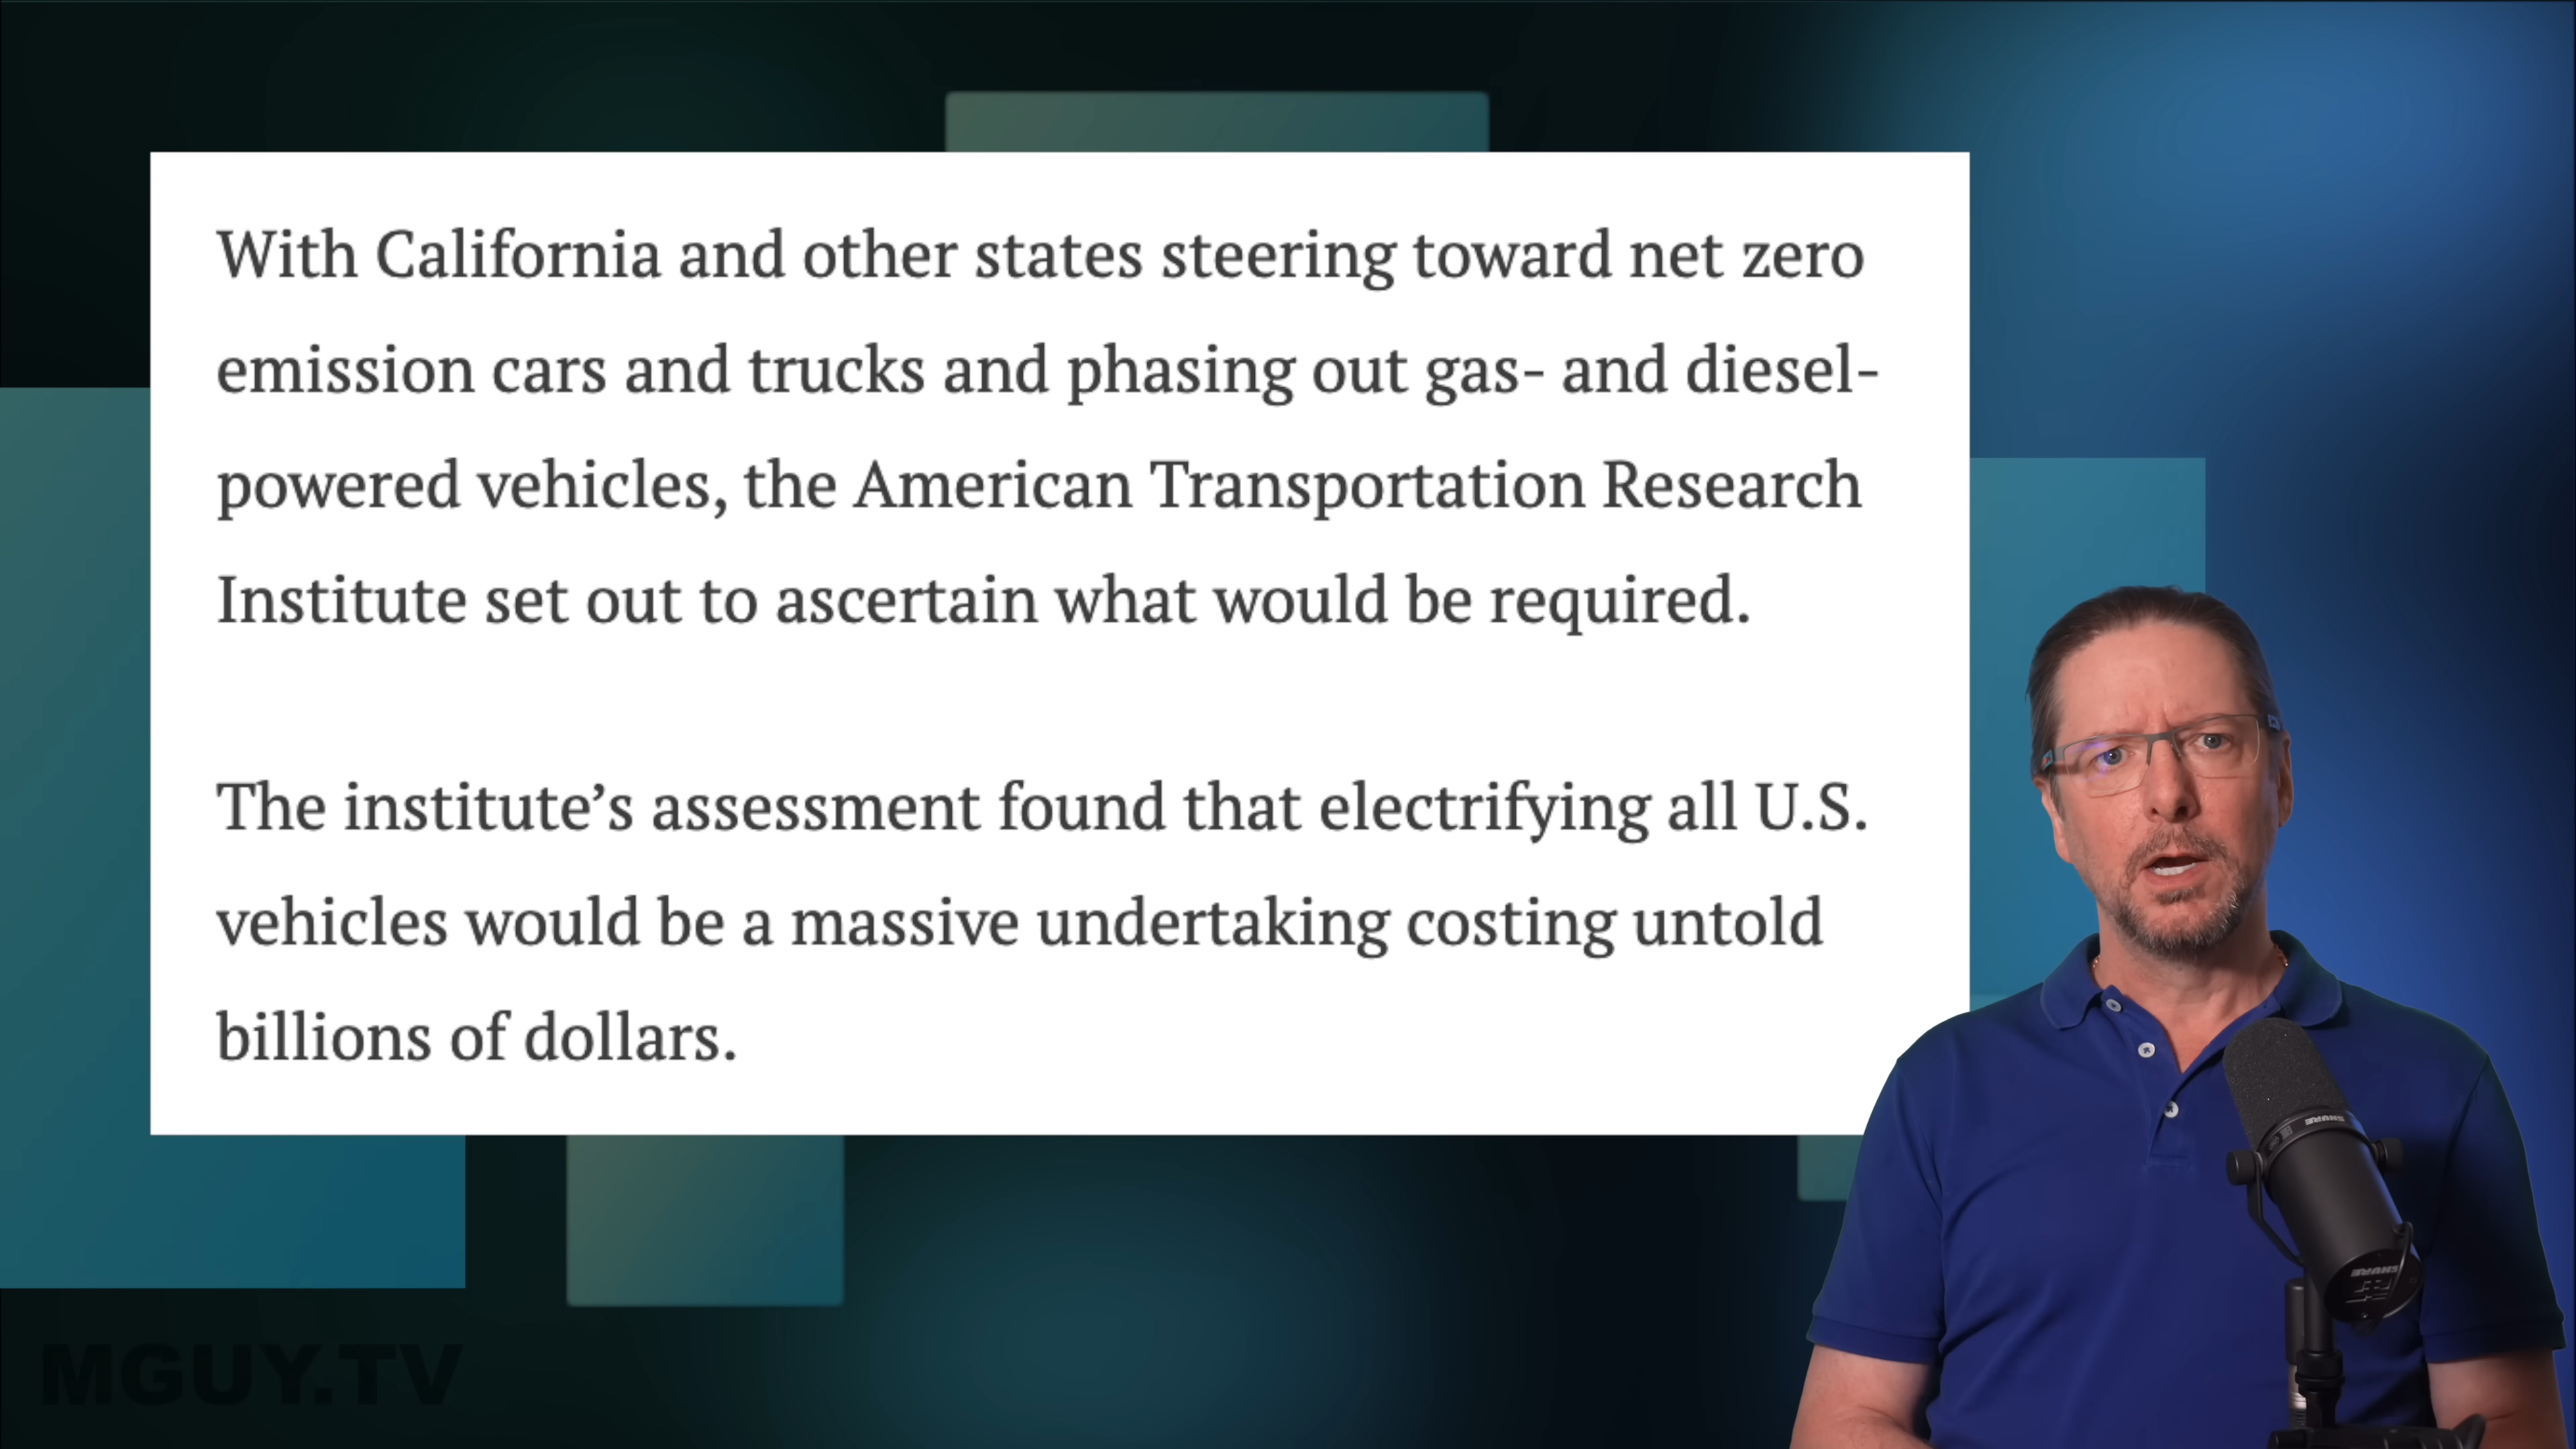 With California and other states steering toward net zero
emission cars and trucks and phasing out gas- and diesel-
powered vehicles, the American Transportation Research
Institute set out to ascertain what would be required.
The institute’s assessment found that electrifying all U.S.
vehicles would be a massive undertaking costing untold
billions of dollars.
SHURE
SHURE
MGUY.TV